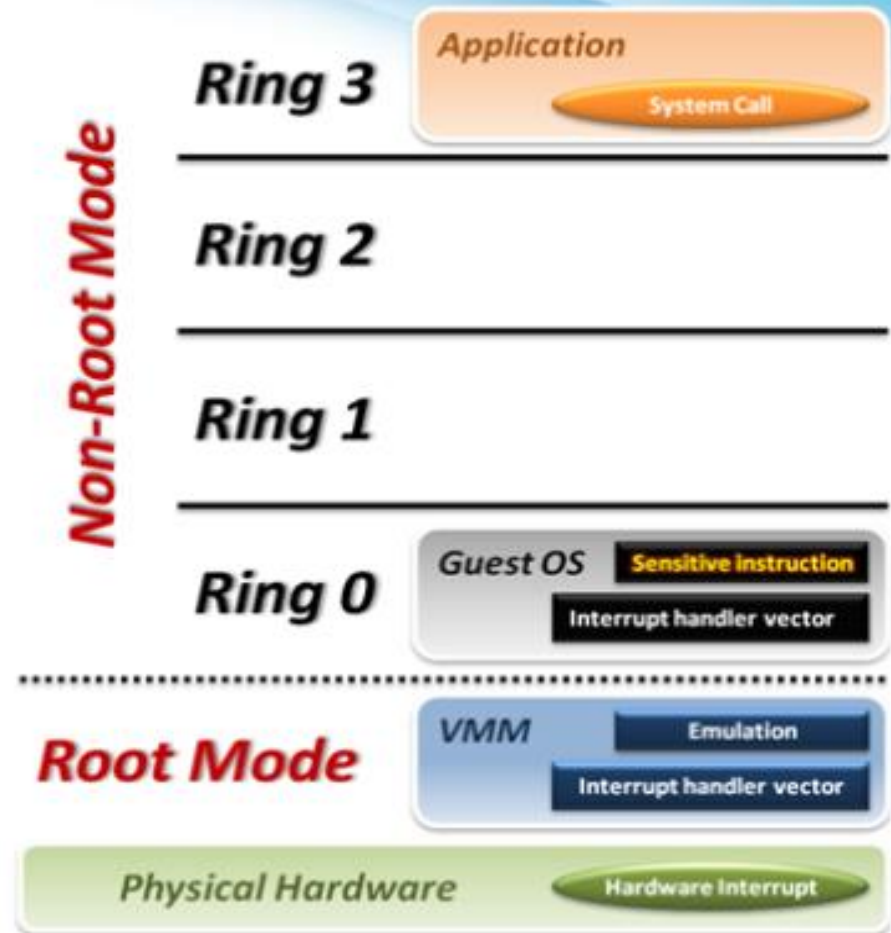 Application
Ring 3
System Call
Non-Root Mode
Ring 2
Ring 1
Guest OS
Sensitive instruction
Ring 0
Interrupt handler vector
VMM
Emulation
Root Mode
Interrupt handler vector
Physical Hardware
Hardware Interrupt